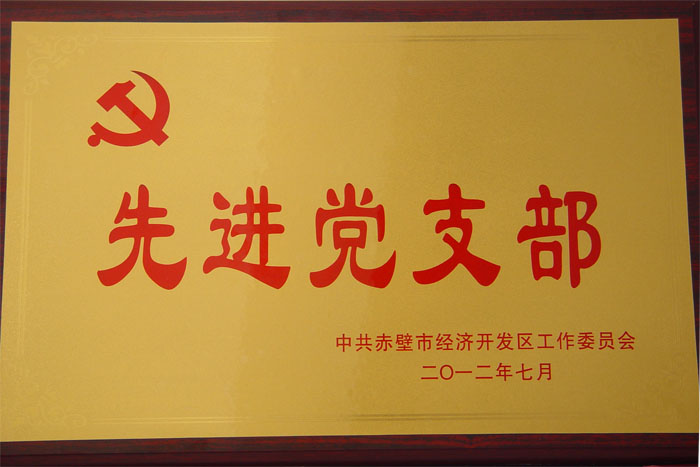 先进党支部
中共赤壁市经济开发区工作委员会
二〇一二年七月